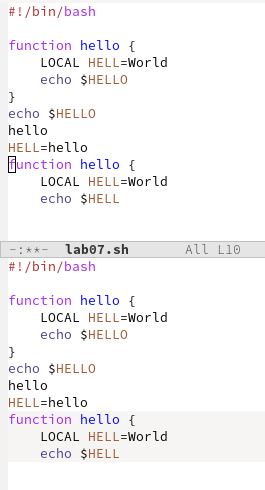 #!/bin/bash
function hello {
LOCAL HELL=World
echo $HELLO
}
echo $HELLO
hello
HELL=hello
function hello {
LOCAL HELL=World
echo $HELL
-:**- lab07.sh All L10
#!/bin/bash
function hello {
LOCAL HELL=World
echo $HELLO
}
echo $HELLO
hello
HELL=hello
function hello {
LOCAL HELL=World
echo $HELL